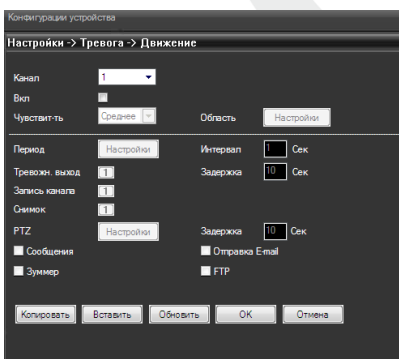 Конфигурации устройства
Настройки -> Тревога -> Движение
Канал 1
Вкл
Чувствит-ть Среднее Область Настройки
Период Настройки Интервал 1 Сек
Тревожн. выход 1 Задержка 10 Сек
Запись канала 1
Снимок 1
PTZ Настройки Задержка 10 Сек
Сообщения Отправка E-mail
Зуммер FTP
Копировать Вставить Обновить OK Отмена